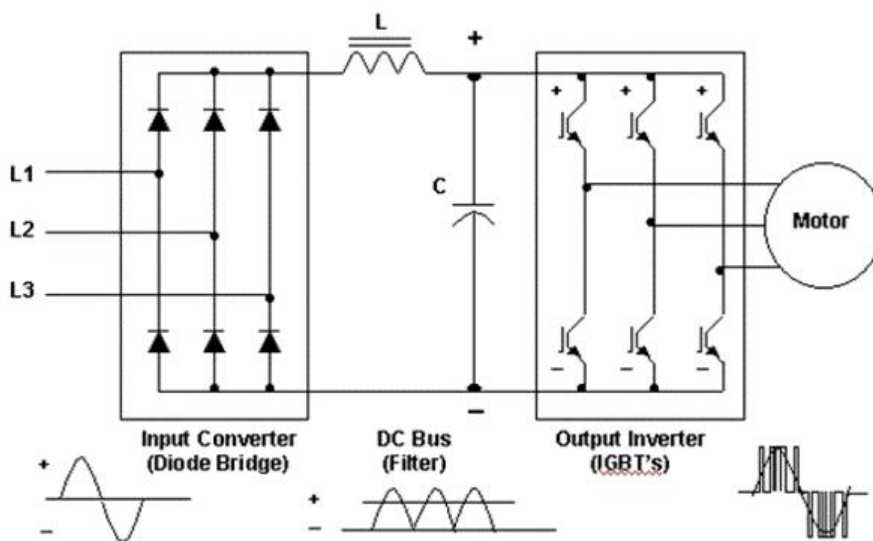 L
+
L1
L2
L3
C
+ + +
Motor
− − −
−
Input Converter
(Diode Bridge)
DC Bus
(Filter)
Output Inverter
(IGBT's)
+
−
+
−